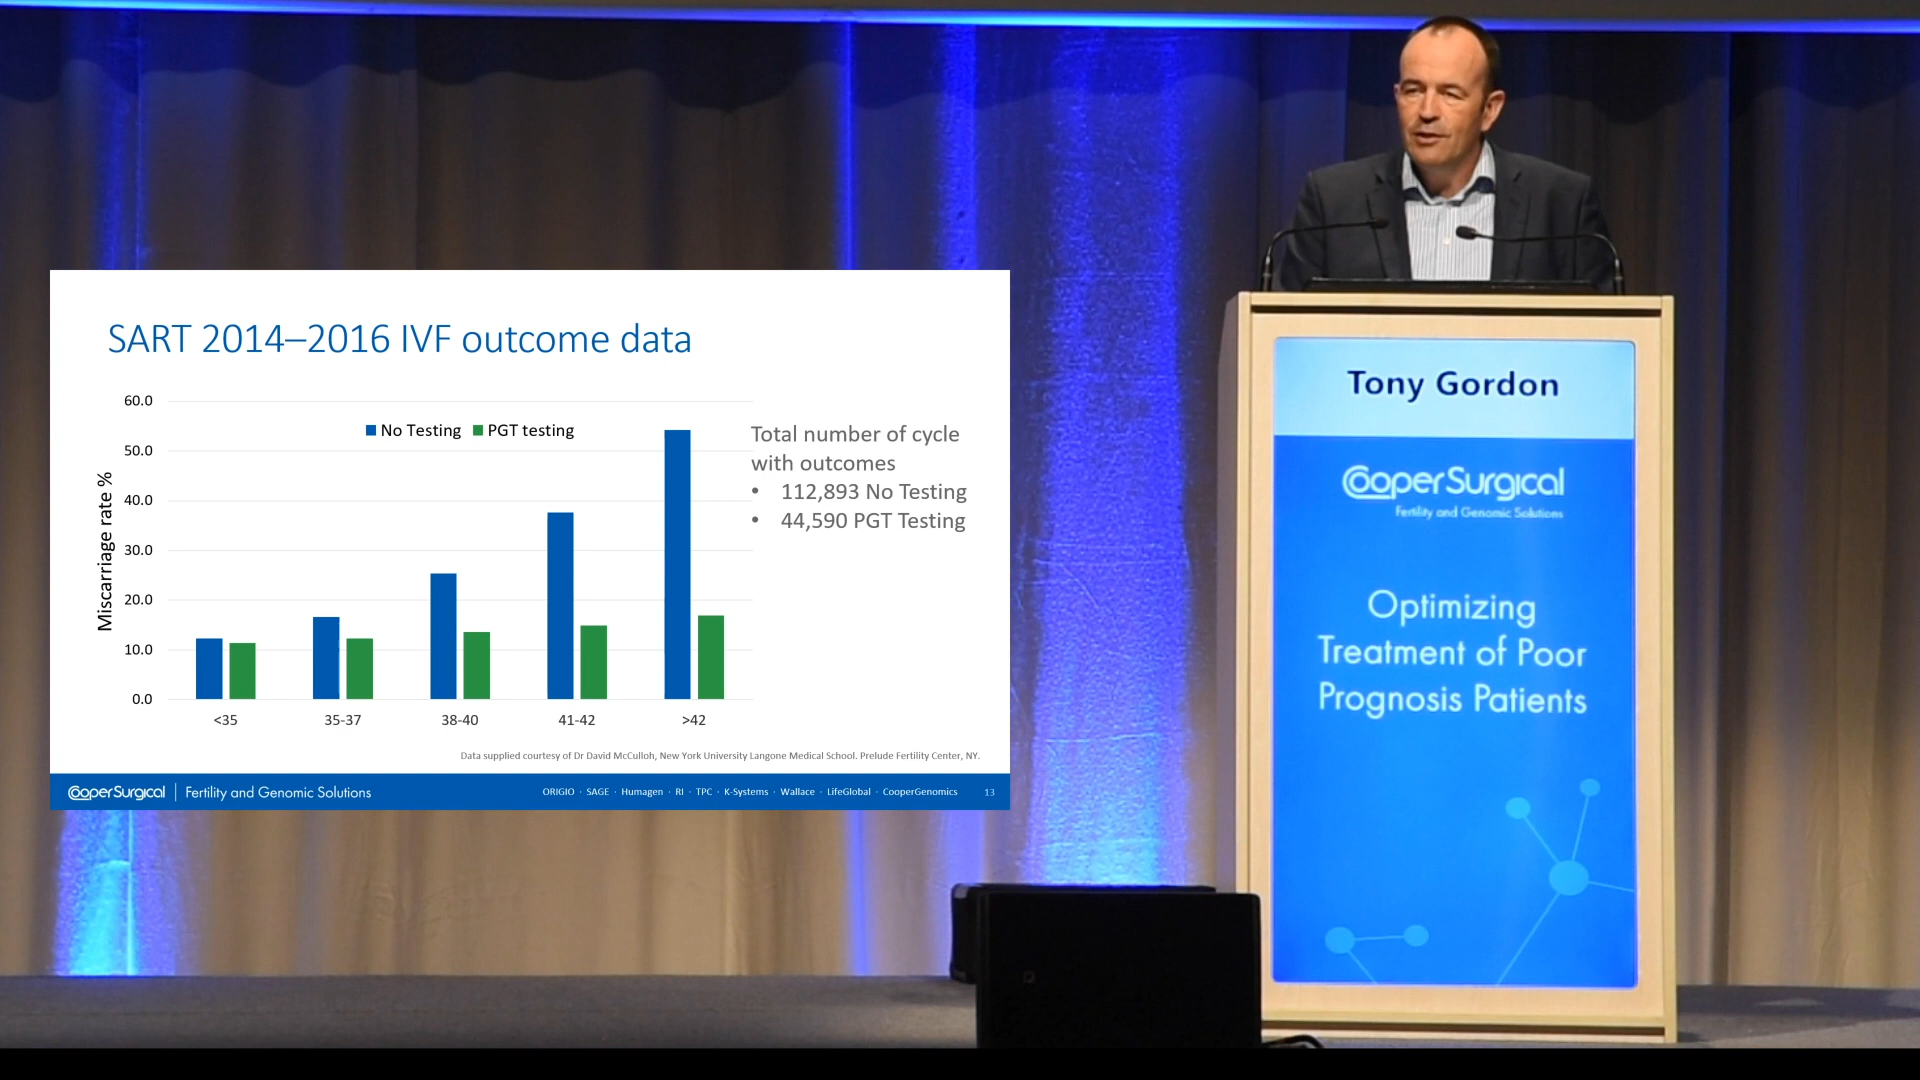 SART 2014–2016 IVF outcome data
60.0
50.0
40.0
30.0
20.0
10.0
0.0
Miscarriage rate %
No Testing PGT testing
<35 35-37 38-40 41-42 >42
Total number of cycle
with outcomes
• 112,893 No Testing
• 44,590 PGT Testing
Data supplied courtesy of Dr David McCulloh, New York University Langone Medical School. Prelude Fertility Center, NY.
CooperSurgical | Fertility and Genomic Solutions
ORIGIO · SAGE · Humagen · RI · TPC · K-Systems · Wallace · LifeGlobal · CooperGenomics 13
Tony Gordon
CooperSurgical
Fertility and Genomic Solutions
Optimizing
Treatment of Poor
Prognosis Patients